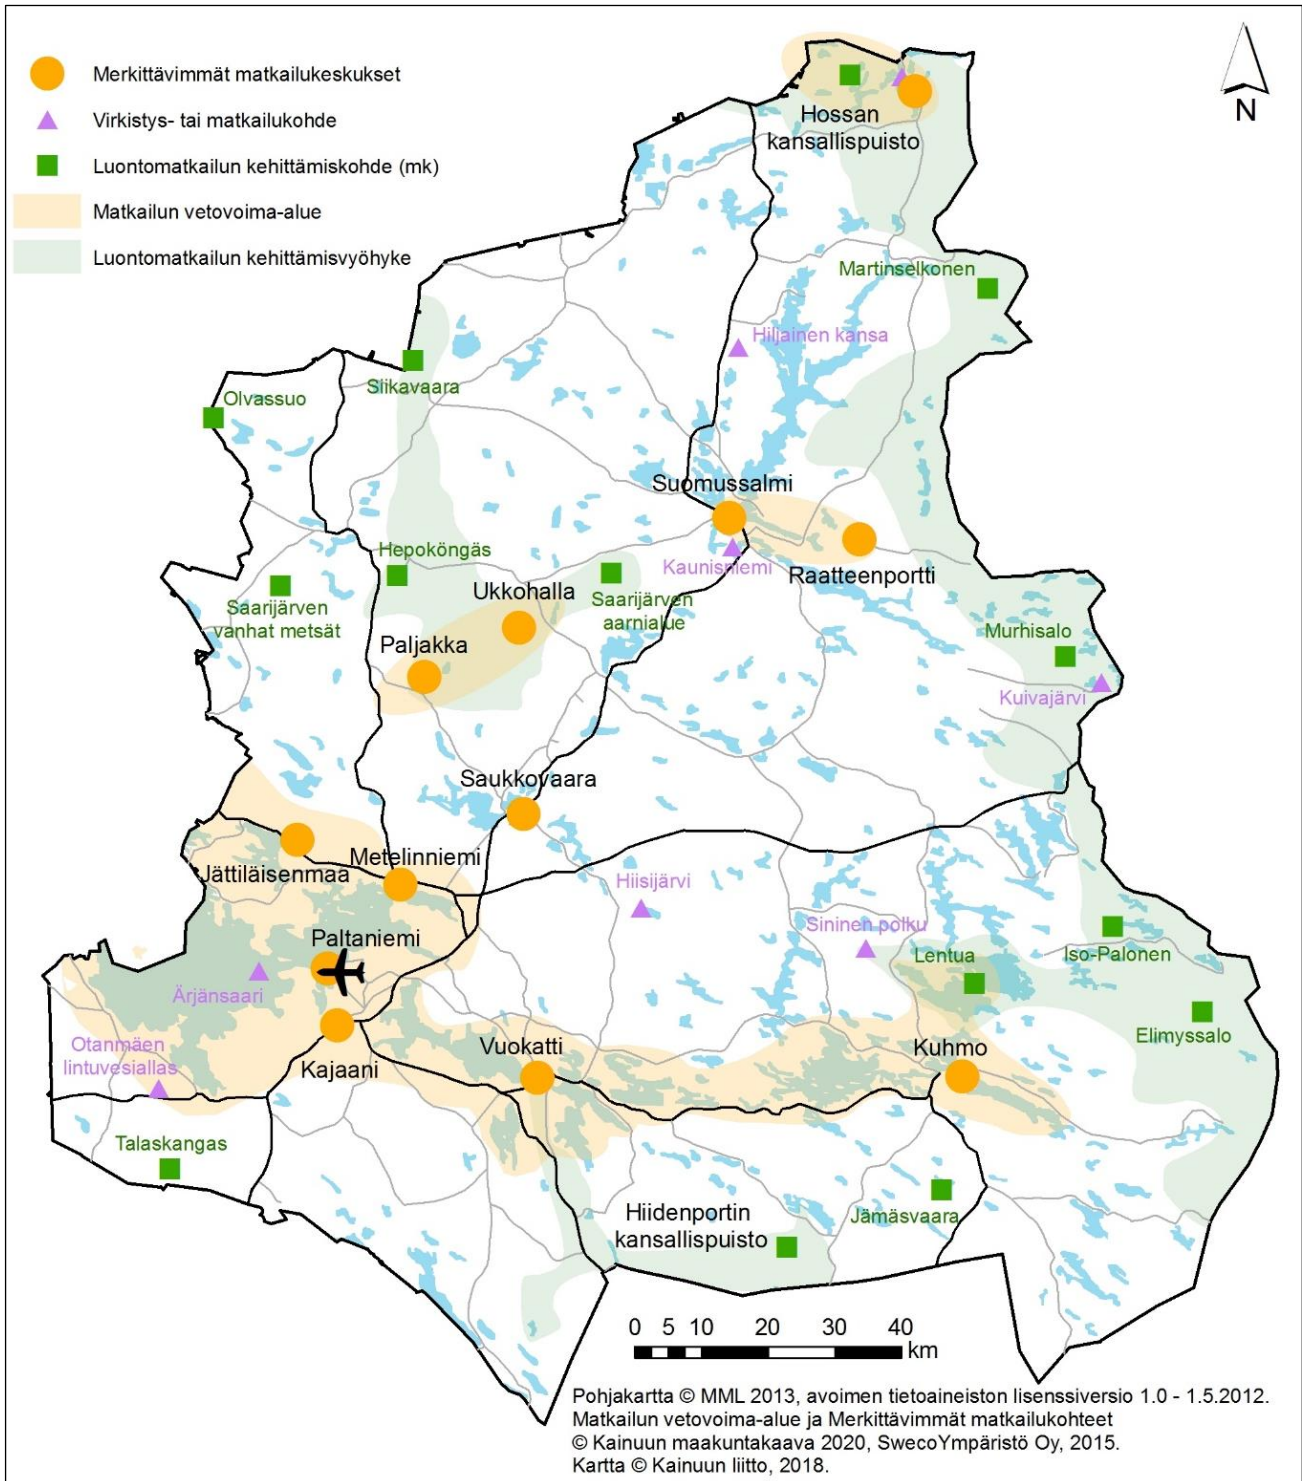 Merkittävimmät matkailukeskukset
Virkistys- tai matkailukohde
Luontomatkailun kehittämiskohde (mk)
Matkailun vetovoima-alue
Luontomatkailun kehittämisvyöhyke
N
Hossan
kansallispuisto
Martinselkonen
Hiljainen kansa
Siikavaara
Olvassuo
Suomussalmi
Kaunisniemi
Raatteenportti
Hepoköngäs
Ukkohalla
Saarijärven
aarnialue
Saarijärven
vanhat metsät
Paljakka
Murhisalo
Kuivajärvi
Saukkovaara
Jättiläisenmaa
Metelinniemi
Hiisijärvi
Sininen polku
Lentua
Iso-Palonen
Paltaniemi
Ärjänsaari
Elimyssalo
Otanmäen
lintuvesiallas
Kajaani
Vuokatti
Kuhmo
Talaskangas
Hiidenportin
kansallispuisto
Jämäsvaara
0 5 10 20 30 40
km
Pohjakartta © MML 2013, avoimen tietoaineiston lisenssiversio 1.0 - 1.5.2012.
Matkailun vetovoima-alue ja Merkittävimmät matkailukohteet
© Kainuun maakuntakaava 2020, SwecoYmpäristö Oy, 2015.
Kartta © Kainuun liitto, 2018.